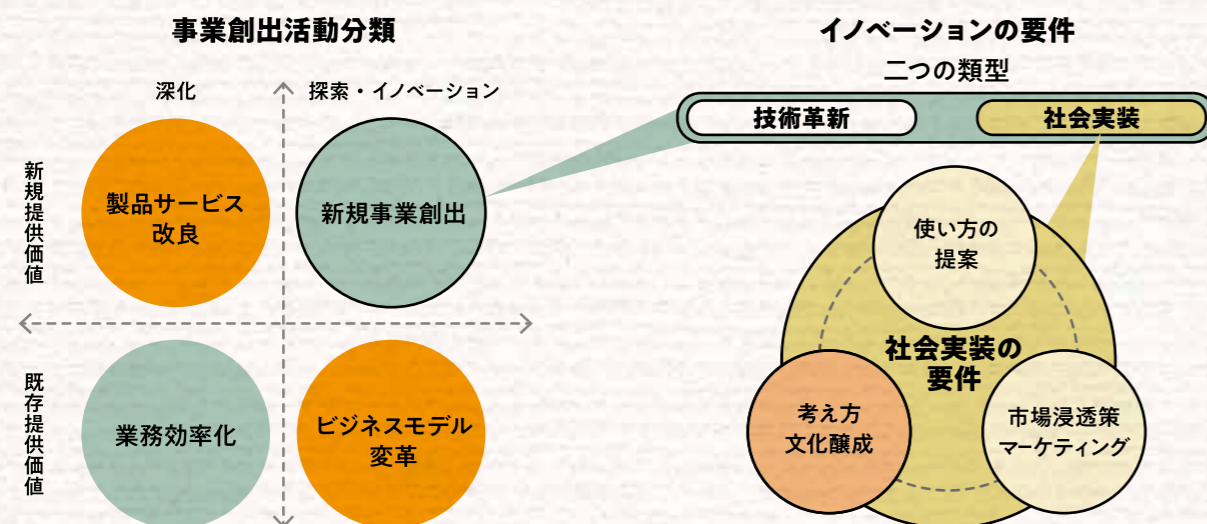 事業創出活動分類
深化
探索・イノベーション
新規提供価値
製品サービス
改良
新規事業創出
既存提供価値
業務効率化
ビジネスモデル
変革
イノベーションの要件
二つの類型
技術革新
社会実装
使い方の
提案
社会実装の
要件
考え方
文化醸成
市場浸透策
マーケティング